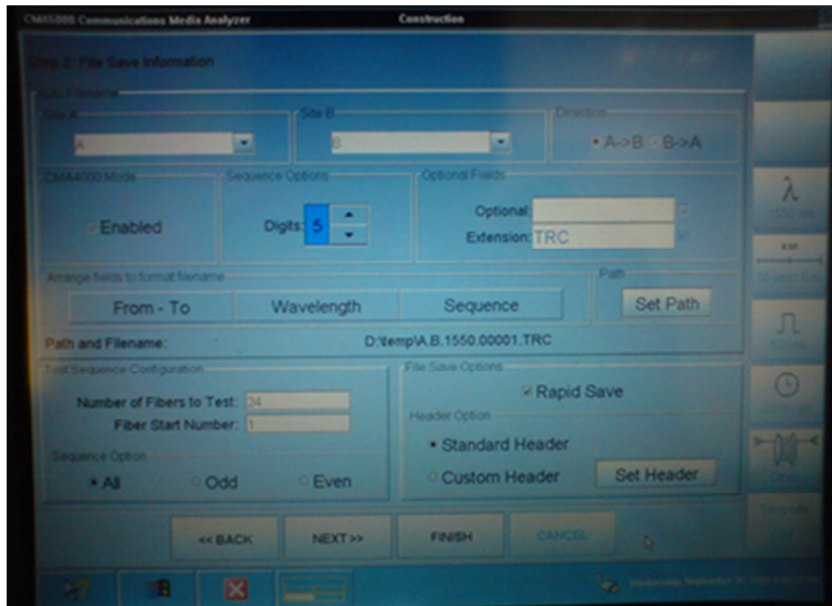 CMA5000 Communications Media Analyzer Construction
Step 2: File Save Information
Auto Filename
Site A Site B Direction
A B A->B B->A
CMA4000 Mode Sequence Options Optional Fields
Enabled Digits: 5 Optional:
Extension: TRC
Arrange fields to format filename Path
From - To Wavelength Sequence Set Path
Path and Filename: D:\temp\A.B.1550.00001.TRC
Test Sequence Configuration File Save Options
Number of Fibers to Test: 24 Rapid Save
Fiber Start Number: 1 Header Option
Standard Header
Sequence Option
All Odd Even Custom Header Set Header
<< BACK NEXT >> FINISH CANCEL
λ
KM
Template